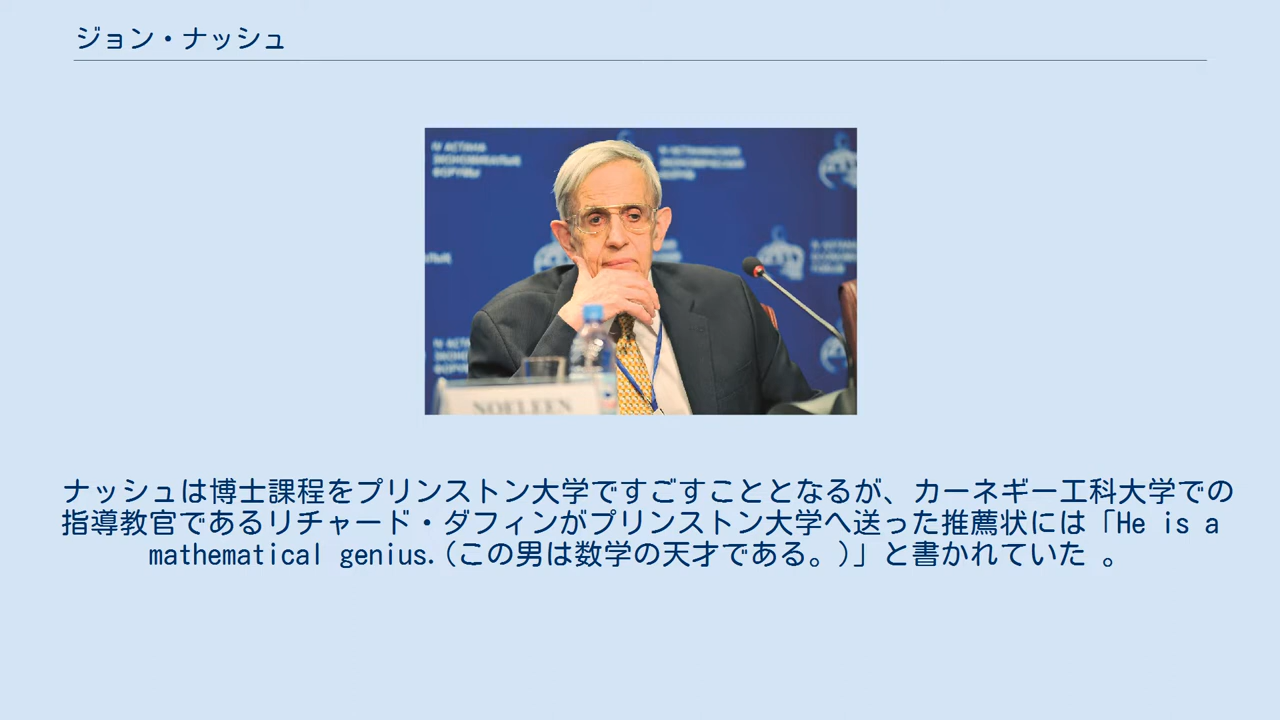 ジョン・ナッシュ
IV АСТАНА
ЭКОНОМИКАЛЫҚ
ФОРУМЫ
NOELEEN
ナッシュは博士課程をプリンストン大学ですごすこととなるが、カーネギー工科大学での
指導教官であるリチャード・ダフィンがプリンストン大学へ送った推薦状には「He is a
mathematical genius.(この男は数学の天才である。)」と書かれていた 。